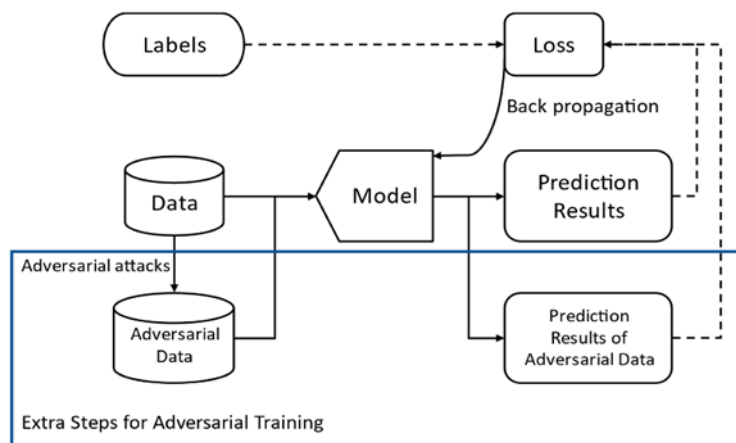 Labels
Loss
Back propagation
Data
Model
Prediction
Results
Adversarial attacks
Adversarial
Data
Prediction
Results of
Adversarial Data
Extra Steps for Adversarial Training